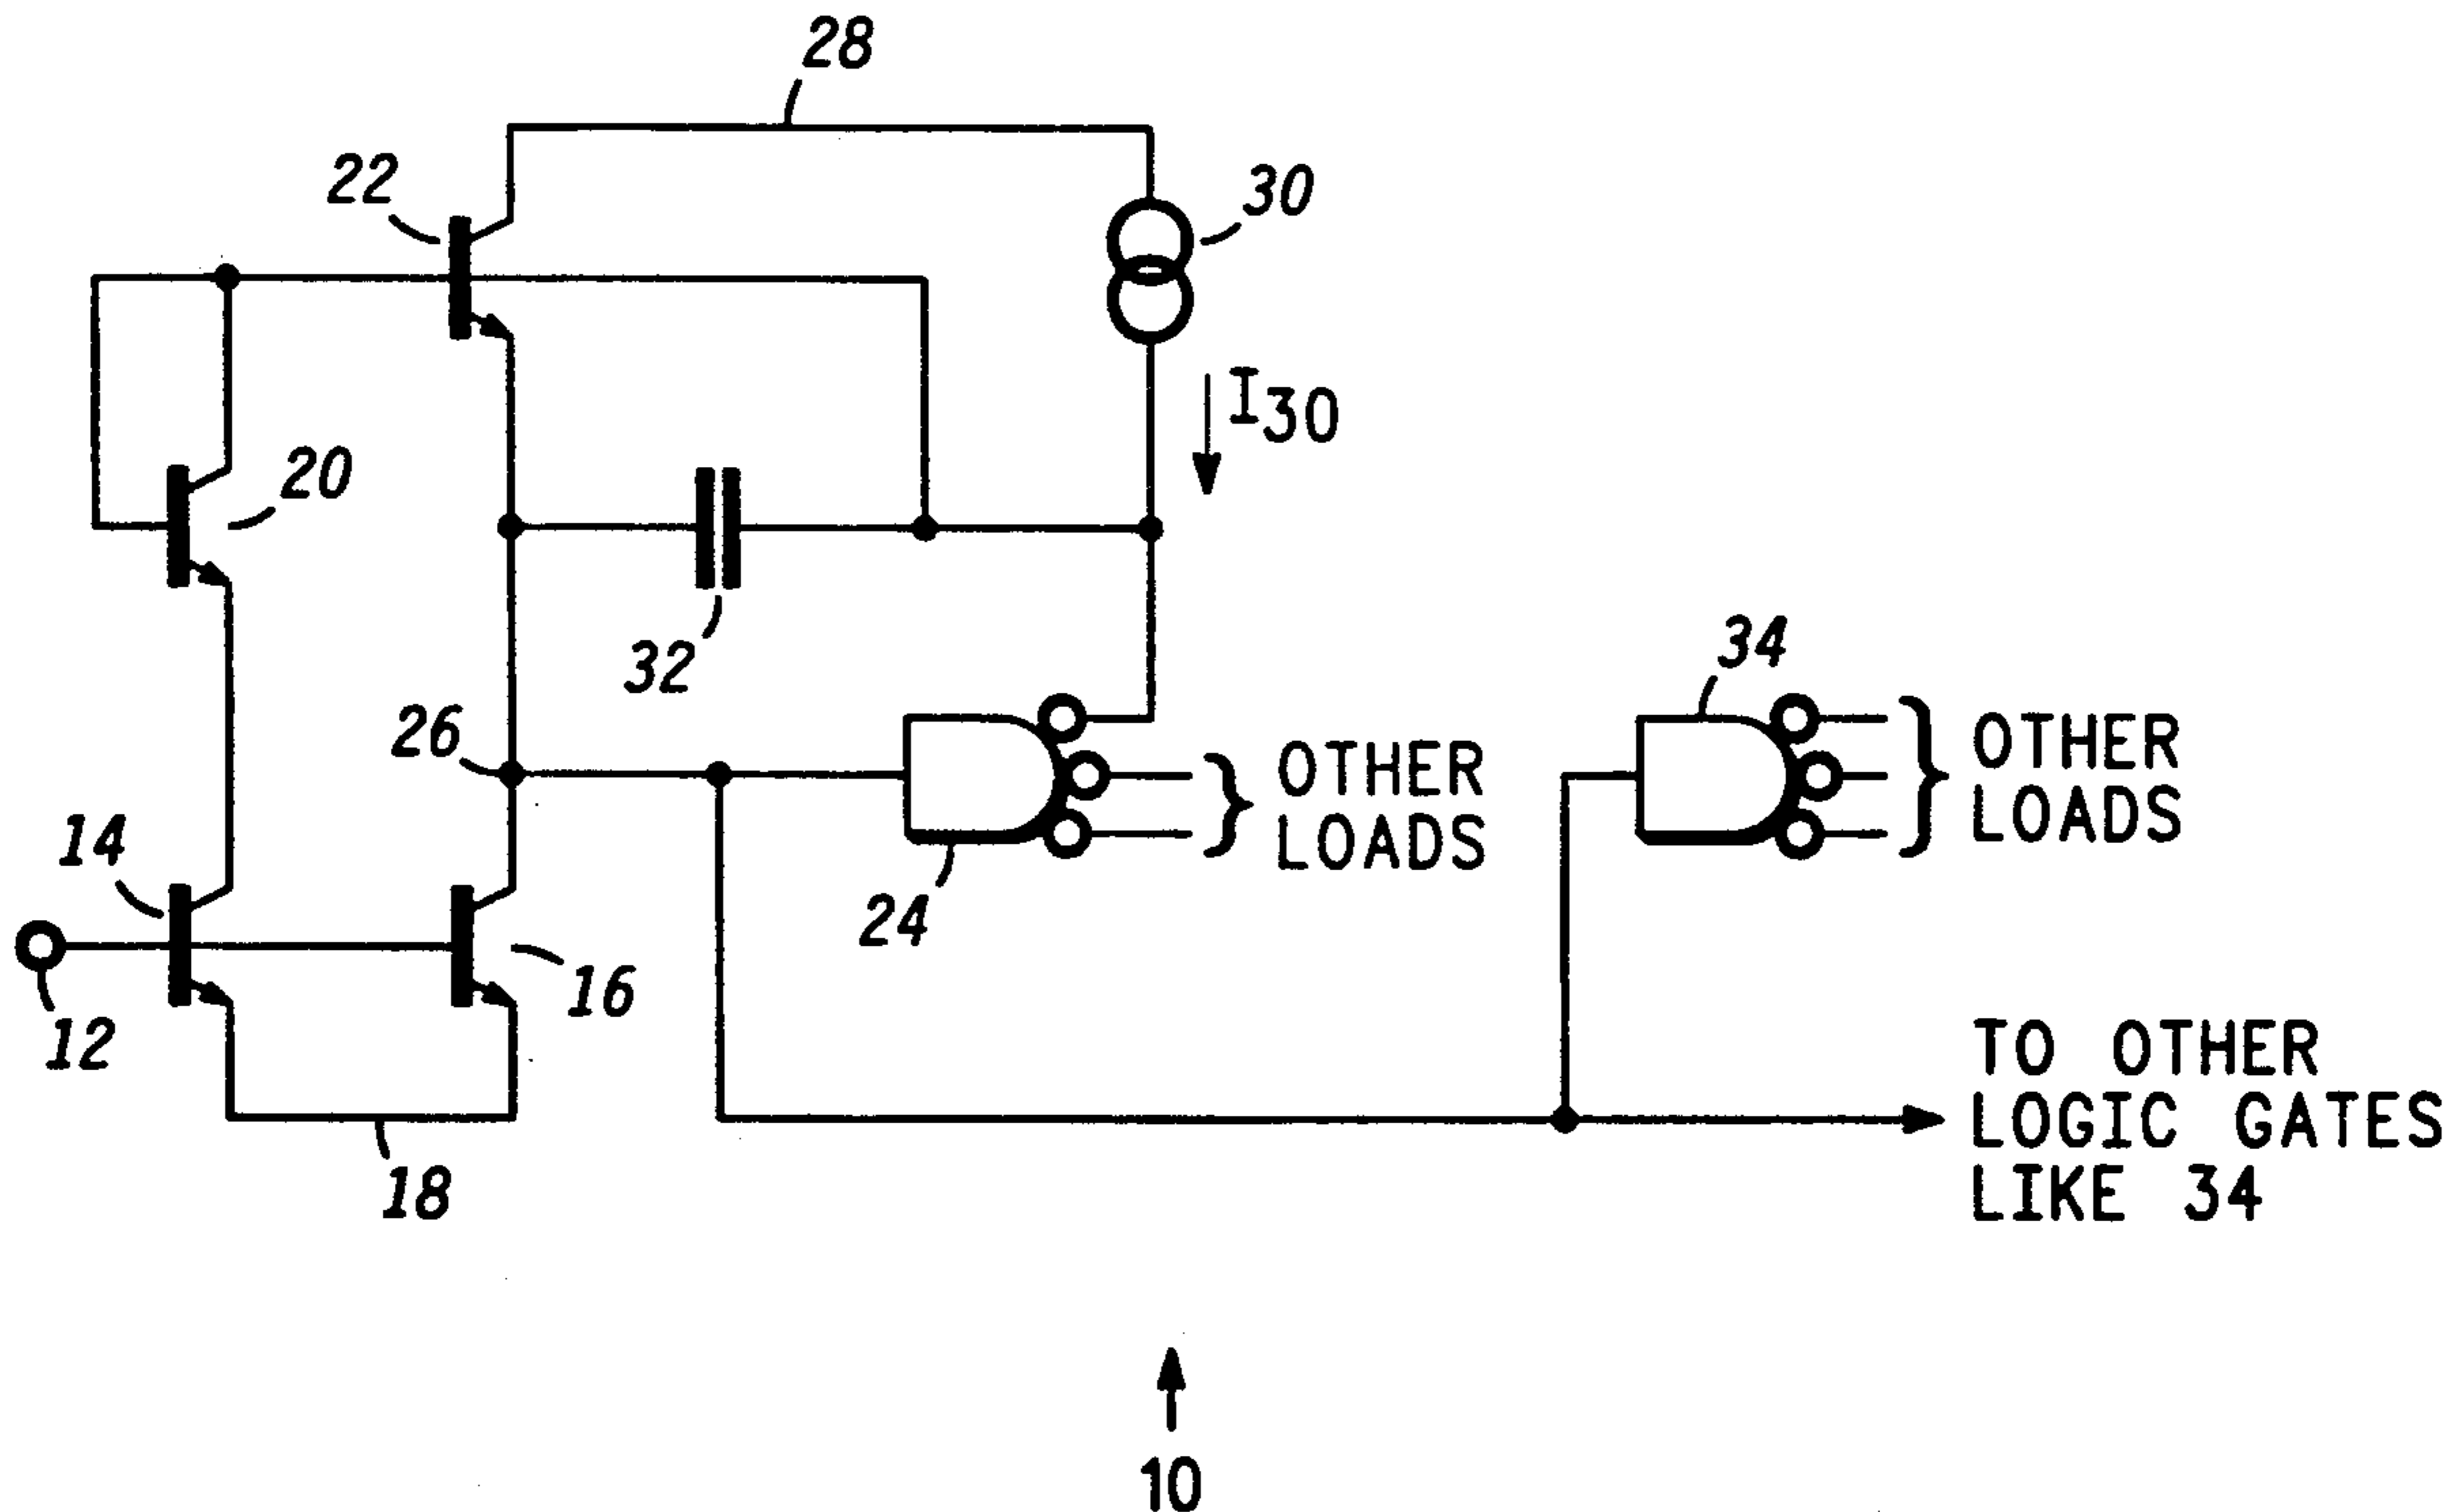 28
22
30
I30
20
32
34
26
OTHER
LOADS
OTHER
LOADS
14
24
16
12
TO OTHER
LOGIC GATES
LIKE 34
18
10